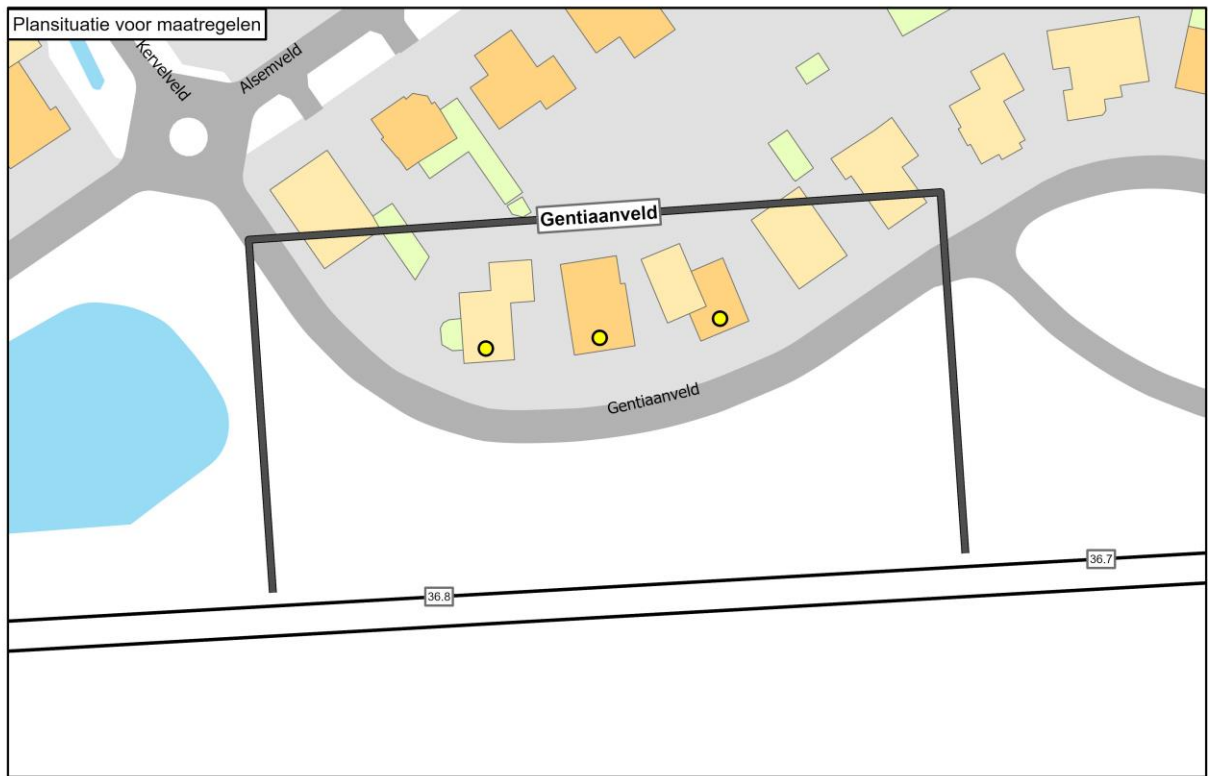 Plansituatie voor maatregelen
Kervelveld
Alsemveld
Gentiaanveld
Gentiaanveld
36.7
36.8